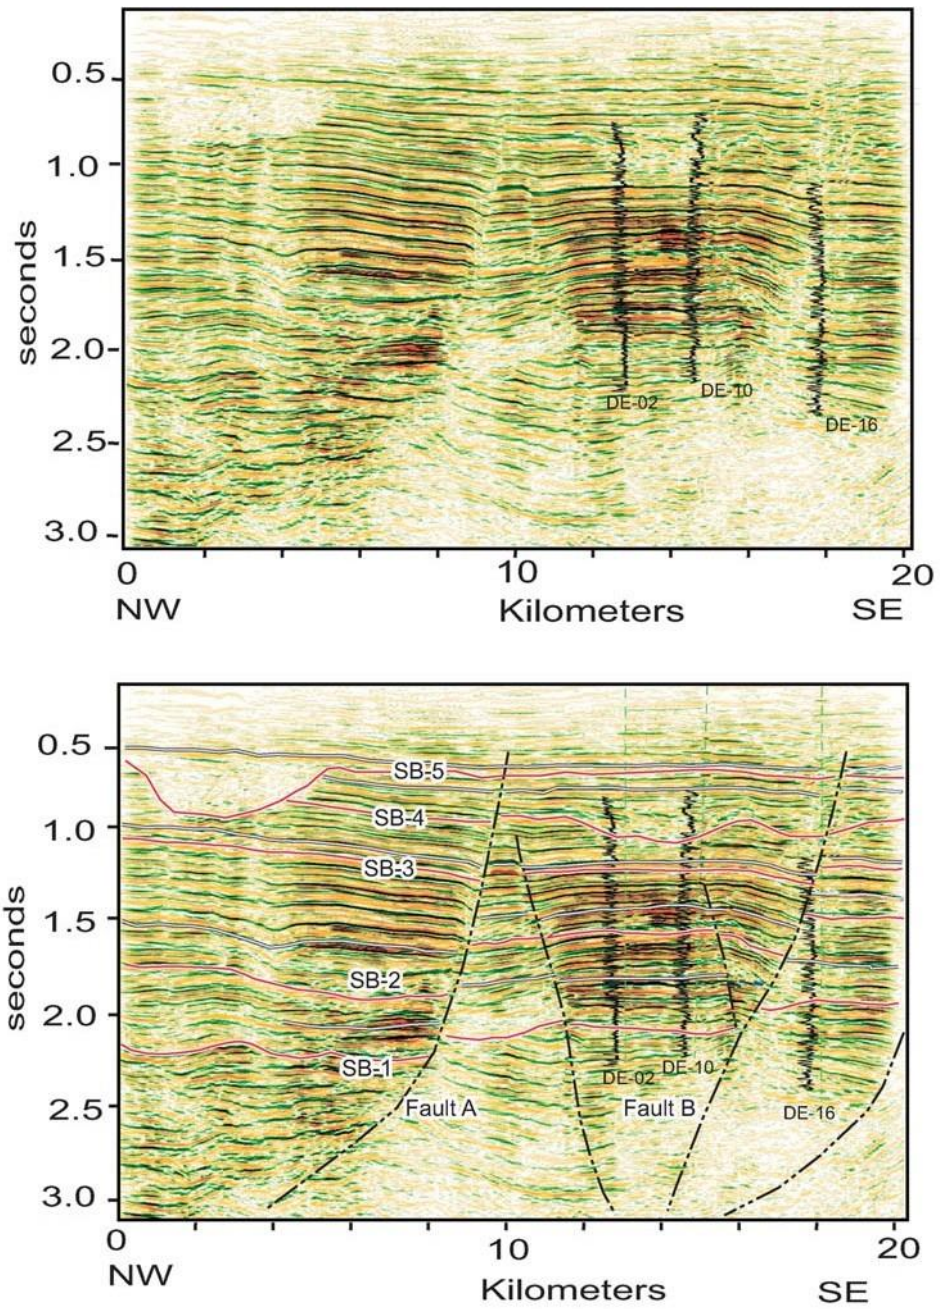 0.5
1.0
1.5
2.0
2.5
3.0
seconds
DE-02
DE-10
DE-16
0 10 20
NW Kilometers SE
0.5
1.0
1.5
2.0
2.5
3.0
seconds
SB-5
SB-4
SB-3
SB-2
SB-1
DE-02
DE-10
Fault A
Fault B
DE-16
0 10 20
NW Kilometers SE